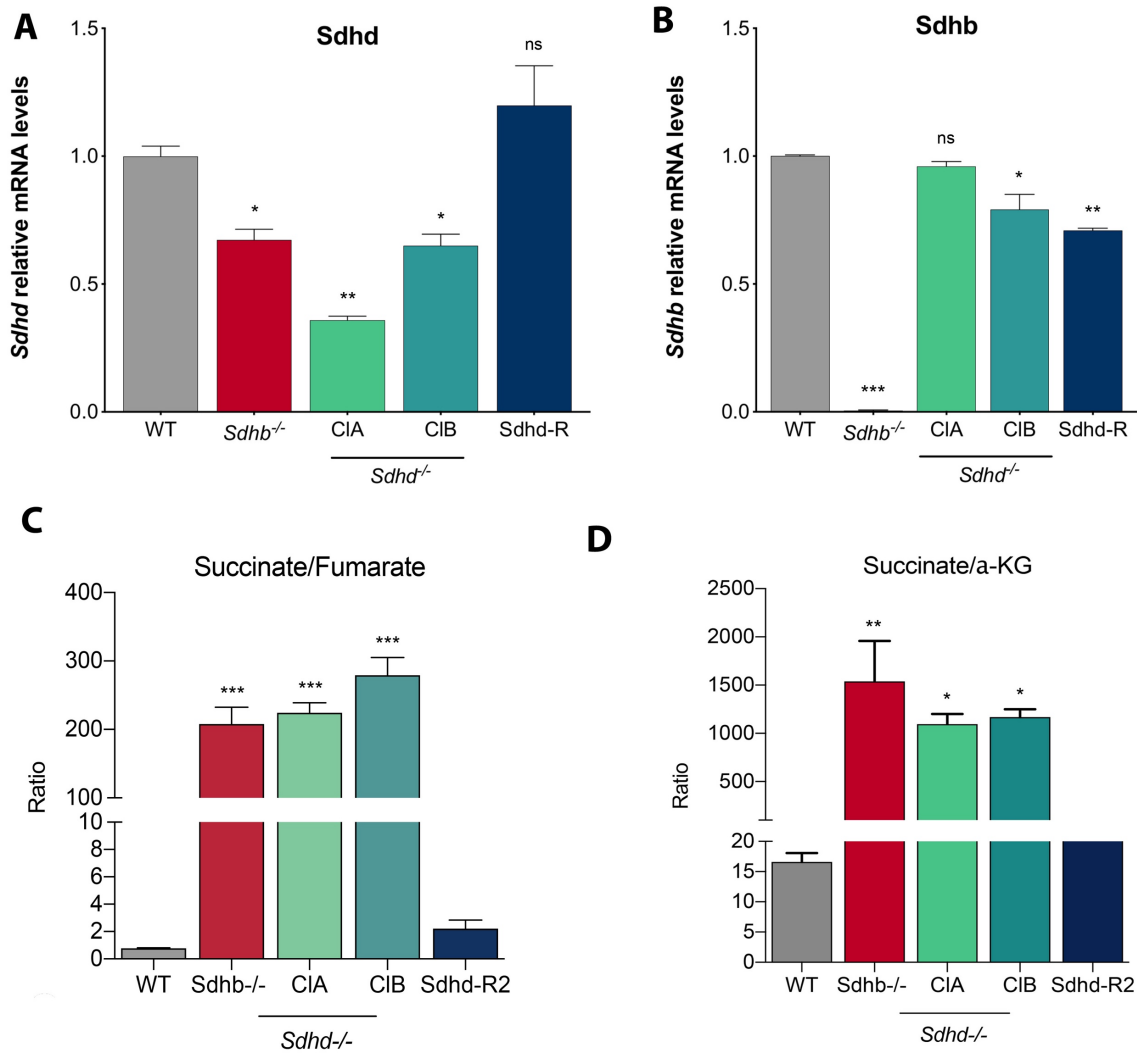 A
Sdhd
Sdhd relative mRNA levels
1.5
1.0
0.5
0.0
*
**
*
ns
WT
Sdhb-/-
ClA
ClB
Sdhd-R
Sdhd-/-
B
Sdhb
Sdhb relative mRNA levels
1.5
1.0
0.5
0.0
***
ns
*
**
WT
Sdhb-/-
ClA
ClB
Sdhd-R
Sdhd-/-
C
Succinate/Fumarate
Ratio
400
300
200
100
10
8
6
4
2
0
***
***
***
WT
Sdhb-/-
ClA
ClB
Sdhd-R2
Sdhd-/-
D
Succinate/a-KG
Ratio
2500
2000
1500
1000
500
20
15
10
5
0
**
*
*
WT
Sdhb-/-
ClA
ClB
Sdhd-R2
Sdhd-/-